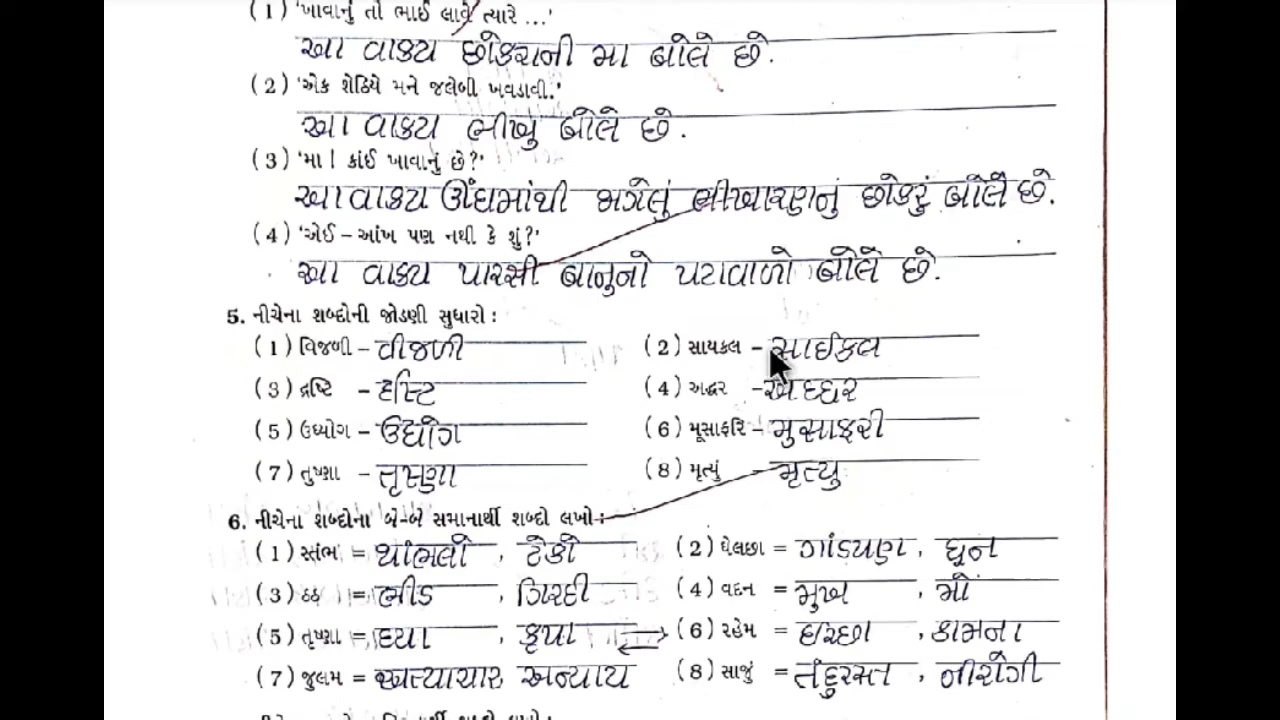 (1) 'ખાવાનું તો ભાઈ લાવે ત્યારે ...'
આ વાક્ય છોકરાની મા બોલે છે.
(2) 'એક શેઠિયે મને જલેબી ખવડાવી.'
આ વાક્ય ભીખુ બોલે છે.
(3) 'મા! કાંઈ ખાવાનું છે?'
આ વાક્ય ઊંઘમાંથી જાગેલું ભીખારણનું છોકરું બોલે છે.
(4) 'એઈ – આંખ પણ નથી કે શું?'
આ વાક્ય પારસી બાનુનો પટાવાળો બોલે છે.
5. નીચેના શબ્દોની જોડણી સુધારો :
(1) વિજળી – વીજળી (2) સાયકલ – સાઈકલ
(3) દ્રષ્ટિ – દૃષ્ટિ (4) અદ્ધર – અદ્ધર
(5) ઉધ્યોગ – ઉદ્યોગ (6) મૂસાફરિ – મુસાફરી
(7) તુષ્ણા – તૃષ્ણા (8) મૃત્યું – મૃત્યુ
6. નીચેના શબ્દોના બે-બે સમાનાર્થી શબ્દો લખો :
(1) સ્તંભ = થાંભલો , ટેકો (2) ઘેલછા = ગાંડપણ, ધૂન
(3) ઠઠ = ભીડ , ગિરદી (4) વદન = મુખ , મોં
(5) તૃષ્ણા = દયા , કૃપા (6) રહેમ = ઇચ્છા , કામના
(7) જુલમ = અત્યાચાર, અન્યાય (8) સાજું = તંદુરસ્ત , નીરોગી